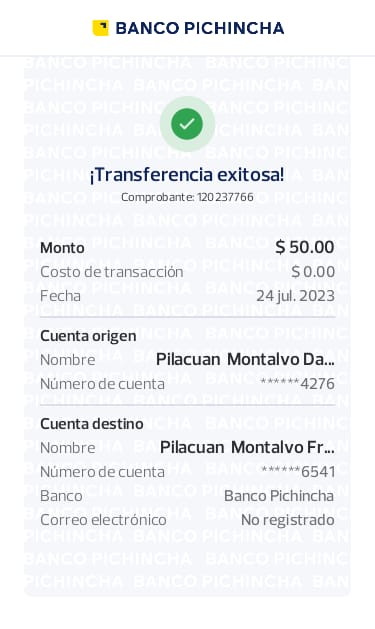 BANCO PICHINCHA
¡Transferencia exitosa!
Comprobante: 120237766
Monto $ 50.00
Costo de transacción $ 0.00
Fecha 24 jul. 2023
Cuenta origen
Nombre Pilacuan Montalvo Da...
Número de cuenta ******4276
Cuenta destino
Nombre Pilacuan Montalvo Fr...
Número de cuenta ******6541
Banco Banco Pichincha
Correo electrónico No registrado